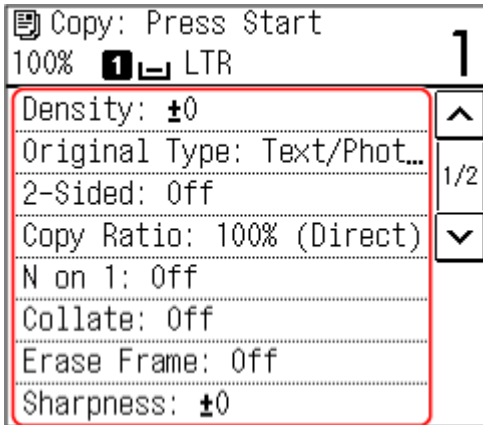 Copy: Press Start
100% 1 LTR
1
Density: ±0
Original Type: Text/Phot…
2-Sided: Off
Copy Ratio: 100% (Direct)
N on 1: Off
Collate: Off
Erase Frame: Off
Sharpness: ±0
1/2